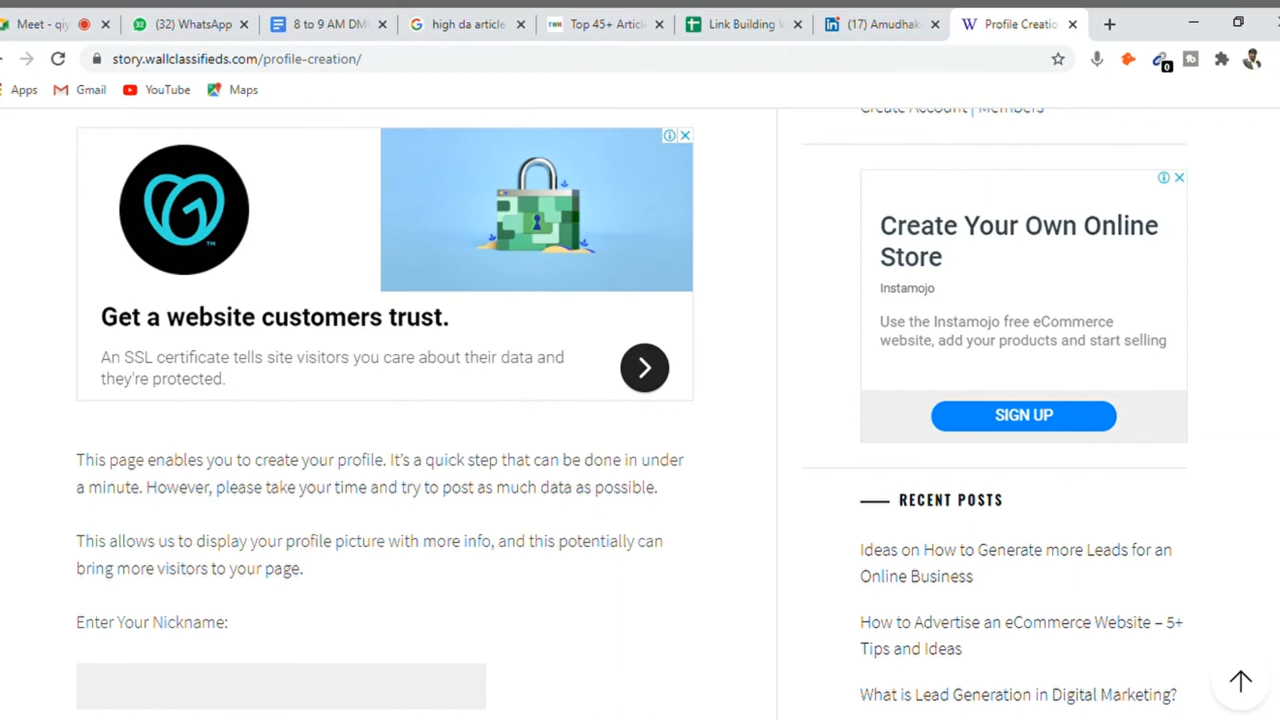 Meet - qiy
(32) WhatsApp
8 to 9 AM DM
high da article
Top 45+ Articl
Link Building
(17) Amudhak
Profile Creatio
story.wallclassifieds.com/profile-creation/
0
Apps
Gmail
YouTube
Maps
Create Account | Members
Get a website customers trust.
An SSL certificate tells site visitors you care about their data and
they're protected.
Create Your Own Online
Store
Instamojo
Use the Instamojo free eCommerce
website, add your products and start selling
SIGN UP
This page enables you to create your profile. It's a quick step that can be done in under
a minute. However, please take your time and try to post as much data as possible.
This allows us to display your profile picture with more info, and this potentially can
bring more visitors to your page.
Enter Your Nickname:
RECENT POSTS
Ideas on How to Generate more Leads for an
Online Business
How to Advertise an eCommerce Website – 5+
Tips and Ideas
What is Lead Generation in Digital Marketing?